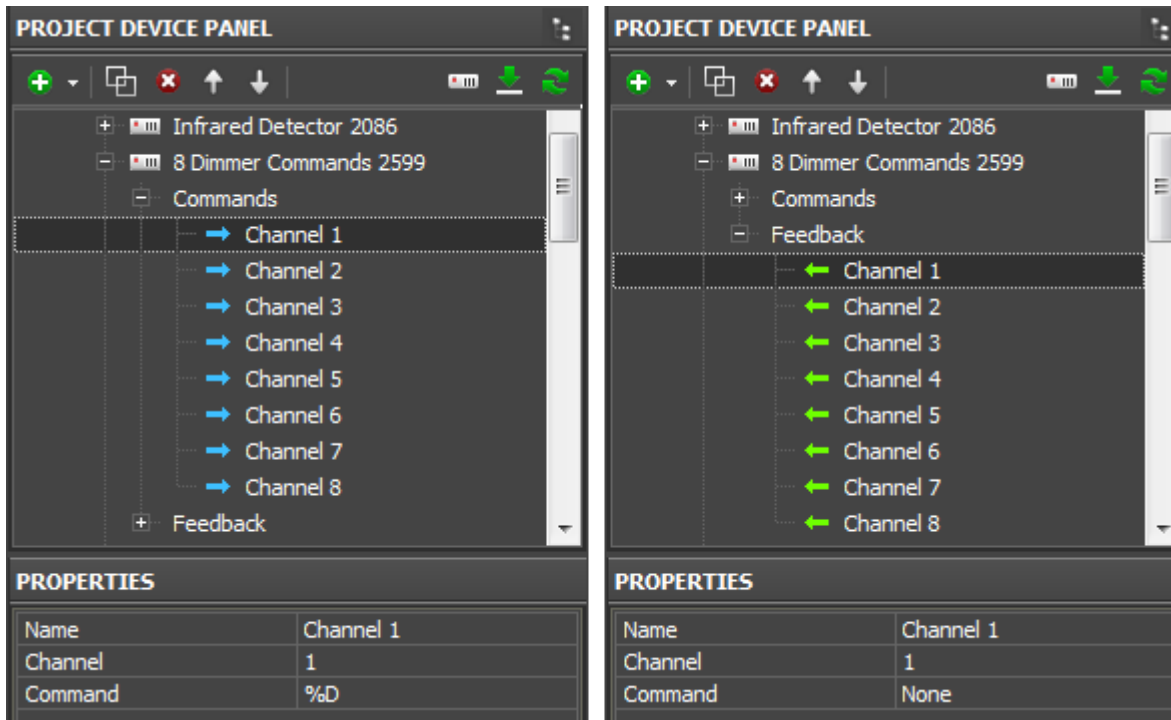 PROJECT DEVICE PANEL
Infrared Detector 2086
8 Dimmer Commands 2599
Commands
Channel 1
Channel 2
Channel 3
Channel 4
Channel 5
Channel 6
Channel 7
Channel 8
Feedback
PROPERTIES
Name Channel 1
Channel 1
Command %D
PROJECT DEVICE PANEL
Infrared Detector 2086
8 Dimmer Commands 2599
Commands
Feedback
Channel 1
Channel 2
Channel 3
Channel 4
Channel 5
Channel 6
Channel 7
Channel 8
PROPERTIES
Name Channel 1
Channel 1
Command None